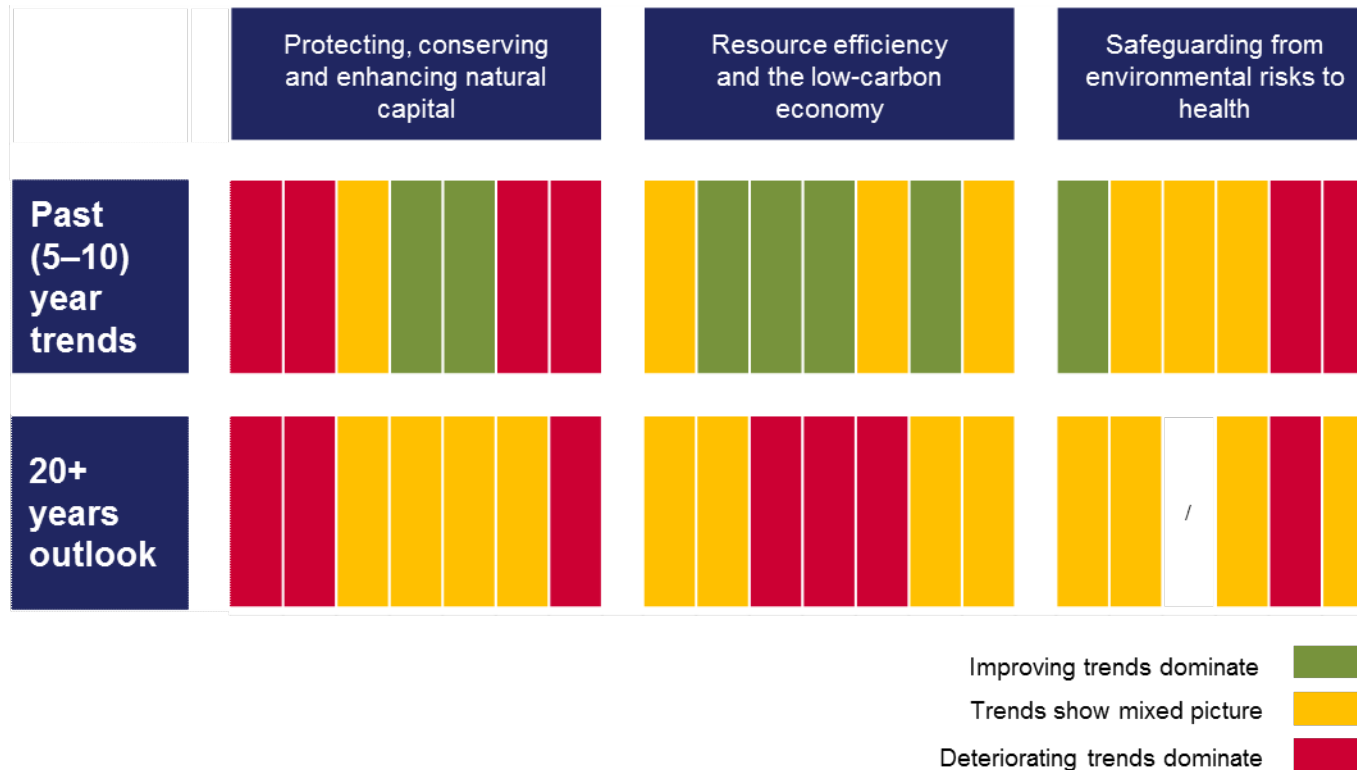 Protecting, conserving
and enhancing natural
capital
Resource efficiency
and the low-carbon
economy
Safeguarding from
environmental risks to
health
Past
(5–10)
year
trends
20+
years
outlook
/
Improving trends dominate
Trends show mixed picture
Deteriorating trends dominate